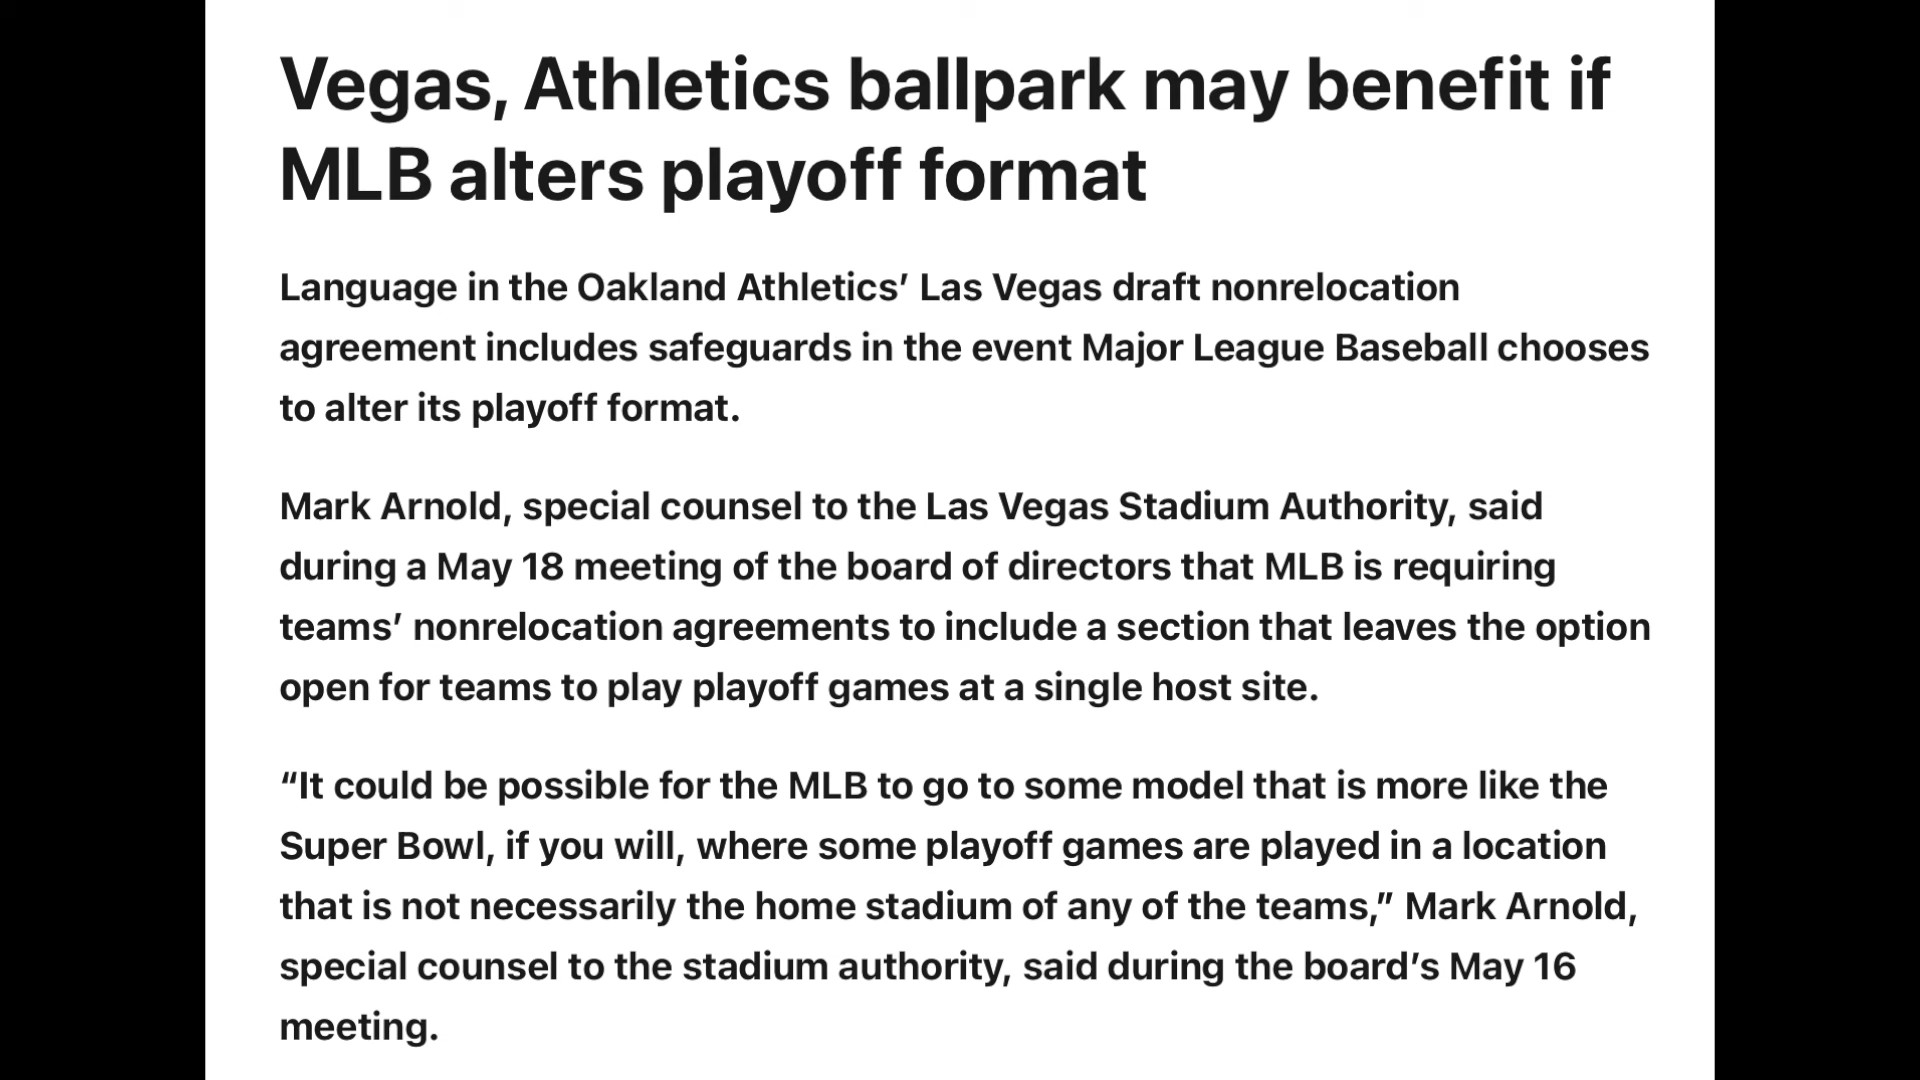 Vegas, Athletics ballpark may benefit if
MLB alters playoff format
Language in the Oakland Athletics’ Las Vegas draft nonrelocation
agreement includes safeguards in the event Major League Baseball chooses
to alter its playoff format.
Mark Arnold, special counsel to the Las Vegas Stadium Authority, said
during a May 18 meeting of the board of directors that MLB is requiring
teams’ nonrelocation agreements to include a section that leaves the option
open for teams to play playoff games at a single host site.
“It could be possible for the MLB to go to some model that is more like the
Super Bowl, if you will, where some playoff games are played in a location
that is not necessarily the home stadium of any of the teams,” Mark Arnold,
special counsel to the stadium authority, said during the board’s May 16
meeting.